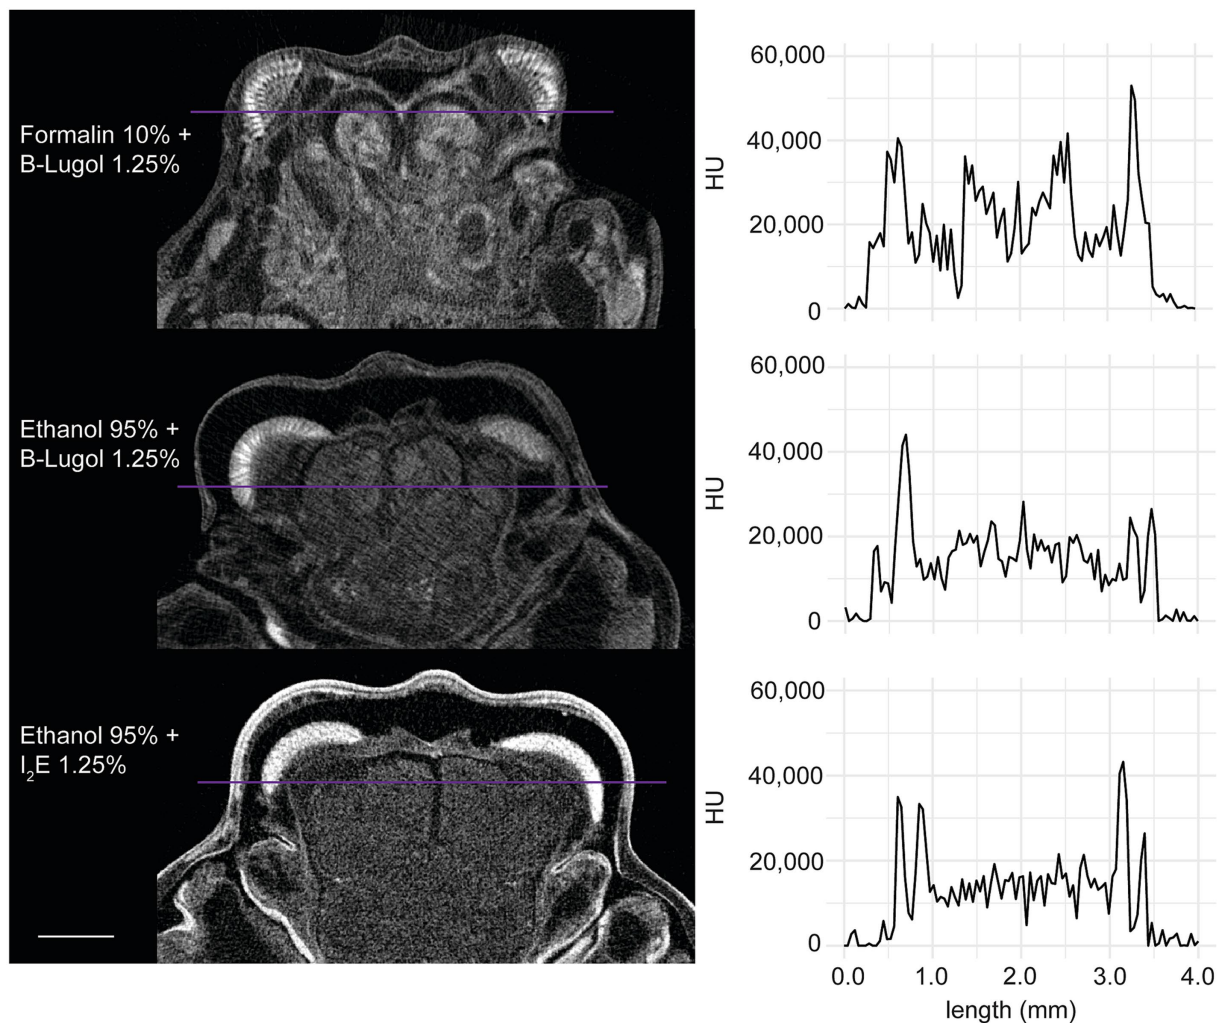 Formalin 10% +
B-Lugol 1.25%
60,000
40,000
20,000
0
HU
Ethanol 95% +
B-Lugol 1.25%
60,000
40,000
20,000
0
HU
Ethanol 95% +
I₂E 1.25%
60,000
40,000
20,000
0
HU
0.0 1.0 2.0 3.0 4.0
length (mm)